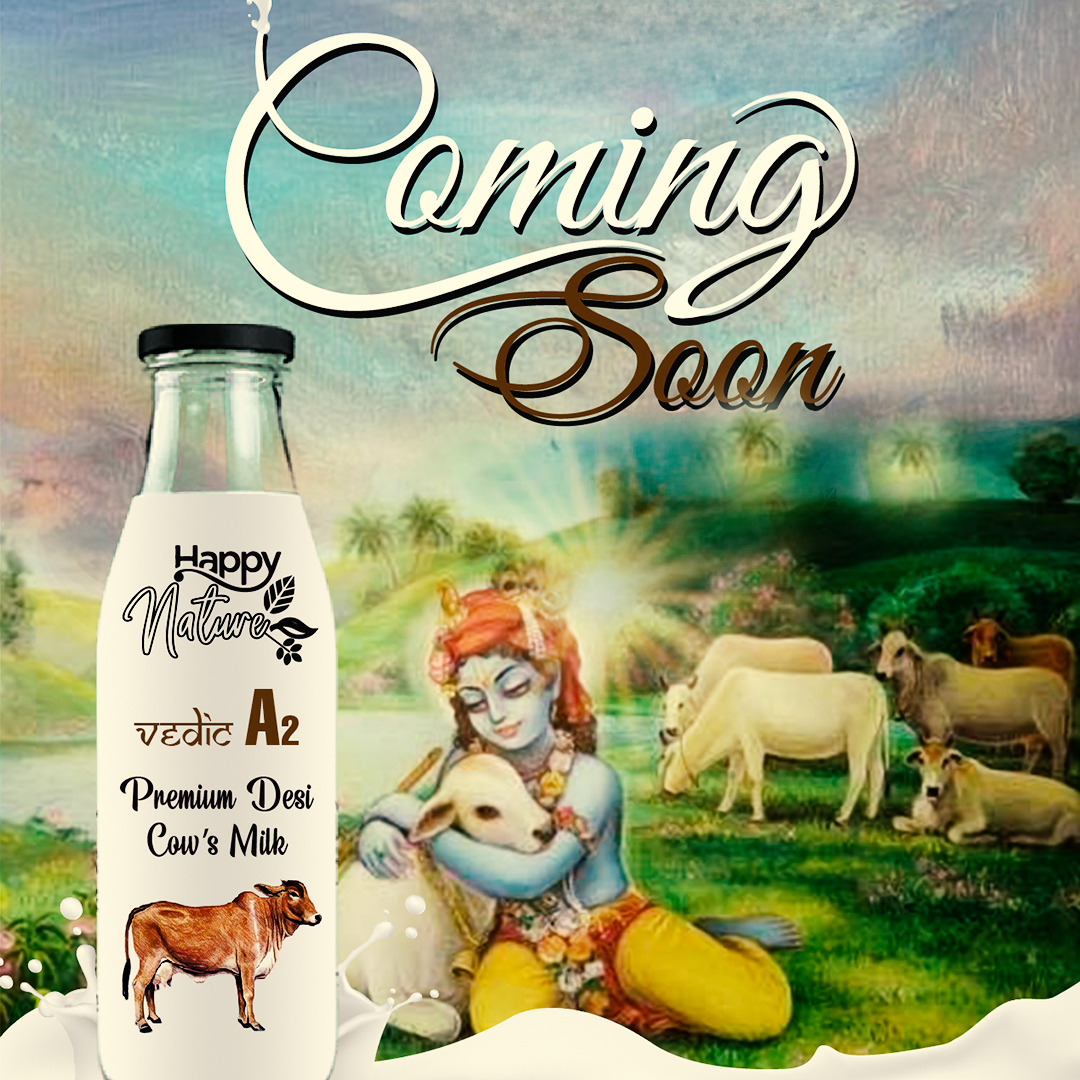 Coming
Soon
Happy
Nature
vedic A2
Premium Desi
Cow's Milk